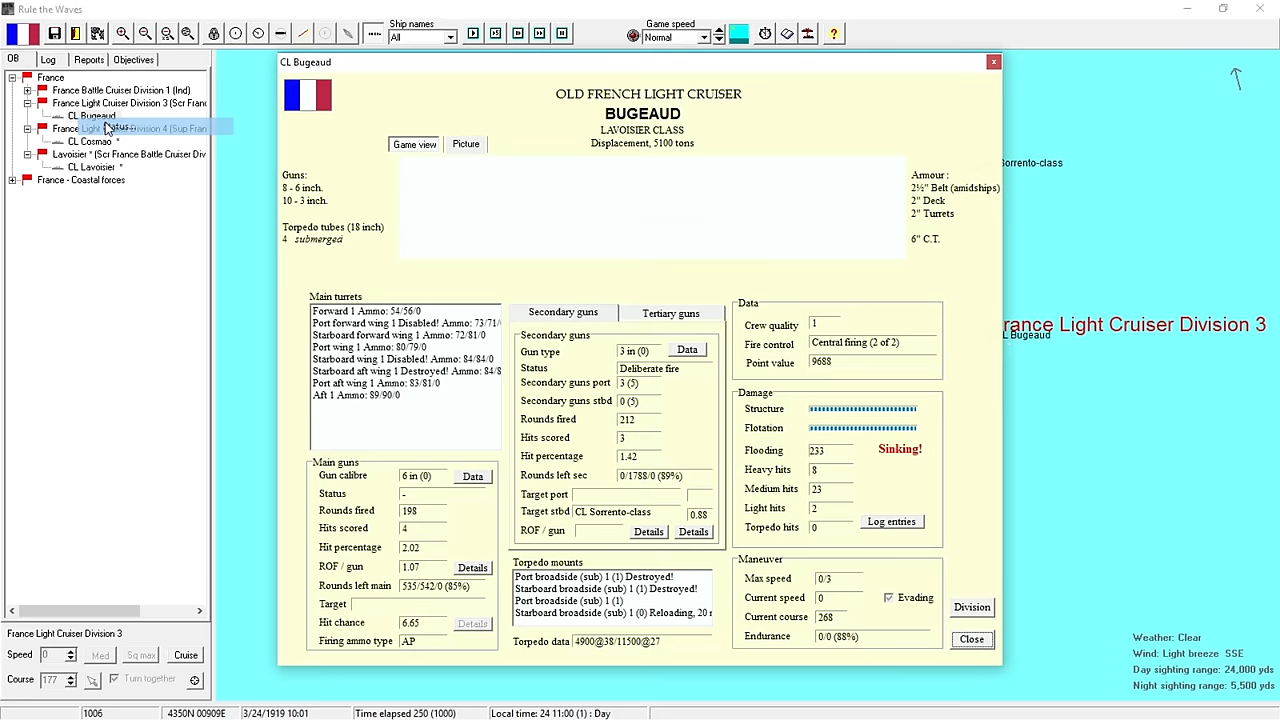 Rule the Waves
Ship names
All
Game speed
Normal
?
OB
Log
Reports
Objectives
France
France Battle Cruiser Division 1 (Ind)
France Light Cruiser Division 3 (Scr Franc
CL Bugeaud
France Light Cruiser Division 4 (Sup Fran
CL Cosmao *
Lavoisier * (Scr France Battle Cruiser Div
CL Lavoisier *
France - Coastal forces
CL Bugeaud
x
OLD FRENCH LIGHT CRUISER
BUGEAUD
LAVOISIER CLASS
Displacement, 5100 tons
Game view
Picture
Guns:
8 - 6 inch.
10 - 3 inch.
Torpedo tubes (18 inch)
4 submerged
Armour :
2½" Belt (amidships)
2" Deck
2" Turrets
6" C.T.
Main turrets
Forward 1 Ammo: 54/56/0
Port forward wing 1 Disabled! Ammo: 73/71/
Starboard forward wing 1 Ammo: 72/81/0
Port wing 1 Ammo: 80/79/0
Starboard wing 1 Disabled! Ammo: 84/84/0
Starboard aft wing 1 Destroyed! Ammo: 84/8
Port aft wing 1 Ammo: 83/81/0
Aft 1 Ammo: 89/90/0
Main guns
Gun calibre 6 in (0) Data
Status -
Rounds fired 198
Hits scored 4
Hit percentage 2.02
ROF / gun 1.07 Details
Rounds left main 535/542/0 (85%)
Target
Hit chance 6.65 Details
Firing ammo type AP
Secondary guns
Tertiary guns
Secondary guns
Gun type 3 in (0) Data
Status Deliberate fire
Secondary guns port 3 (5)
Secondary guns stbd 0 (5)
Rounds fired 212
Hits scored 3
Hit percentage 1.42
Rounds left sec 0/1788/0 (89%)
Target port
Target stbd CL Sorrento-class 0.88
ROF / gun Details Details
Torpedo mounts
Port broadside (sub) 1 (1) Destroyed!
Starboard broadside (sub) 1 (1) Destroyed!
Port broadside (sub) 1 (1)
Starboard broadside (sub) 1 (0) Reloading, 20 r
Torpedo data 4900@38/11500@27
Data
Crew quality 1
Fire control Central firing (2 of 2)
Point value 9688
Damage
Structure
Flotation
Flooding 233 Sinking!
Heavy hits 8
Medium hits 23
Light hits 2
Torpedo hits 0 Log entries
Maneuver
Max speed 0/3
Current speed 0 Evading
Current course 268
Endurance 0/0 (88%)
Division
Close
Sorrento-class
rance Light Cruiser Division 3
L Bugeaud
Weather: Clear
Wind: Light breeze SSE
Day sighting range: 24,000 yds
Night sighting range: 5,500 yds
France Light Cruiser Division 3
Speed 0 Med Sq max Cruise
Course 177 Turn together
1006
4350N 00909E
3/24/1919 10:01
Time elapsed 250 (1000)
Local time: 24 11:00 (1) : Day